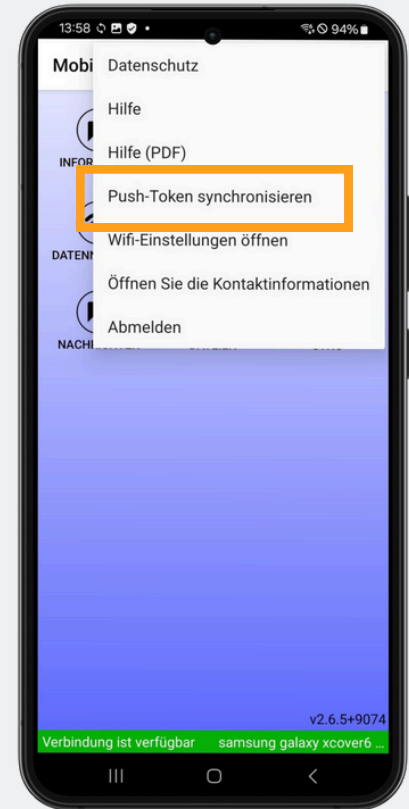 13:58
94%
Mobi
Datenschutz
Hilfe
Hilfe (PDF)
Push-Token synchronisieren
Wifi-Einstellungen öffnen
Öffnen Sie die Kontaktinformationen
Abmelden
v2.6.5+9074
Verbindung ist verfügbar samsung galaxy xcover6 ...